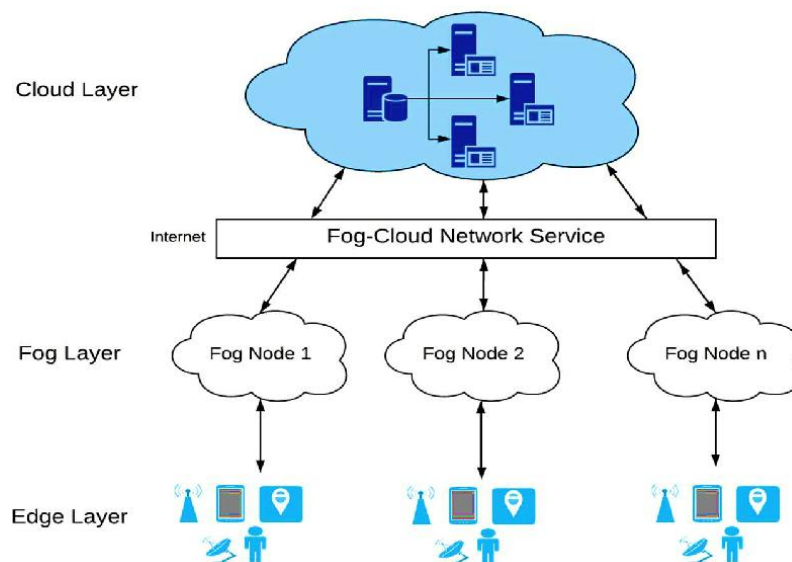 Cloud Layer
Internet
Fog-Cloud Network Service
Fog Layer
Fog Node 1
Fog Node 2
Fog Node n
Edge Layer